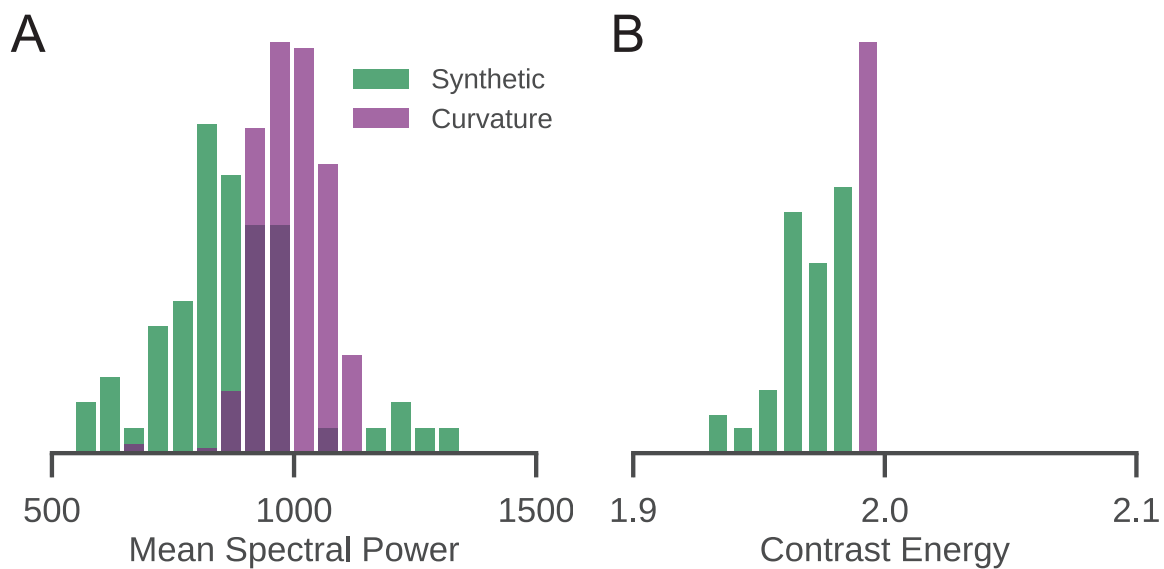 A
Synthetic
Curvature
500
1000
1500
Mean Spectral Power
B
1.9
2.0
2.1
Contrast Energy